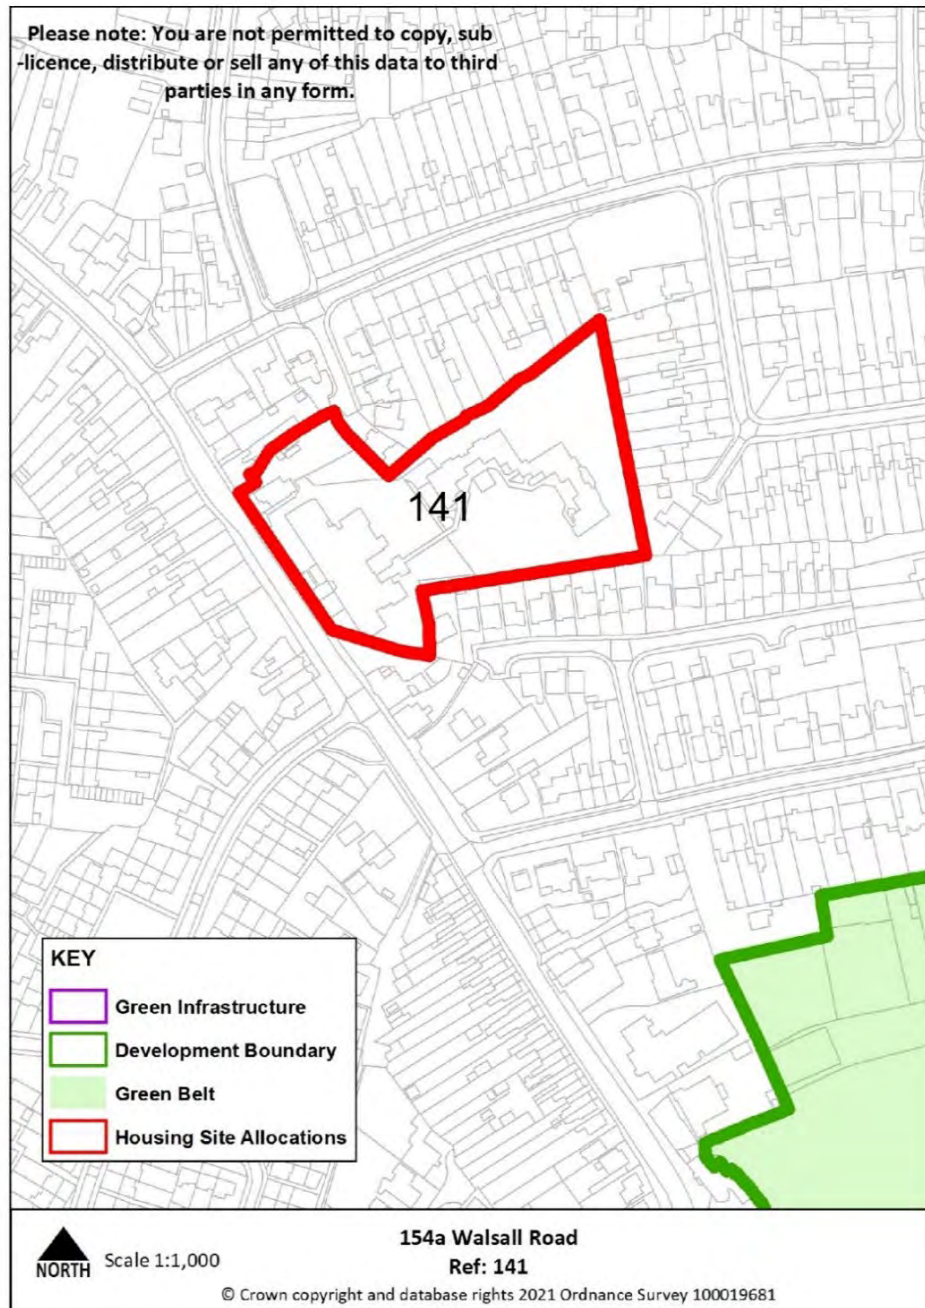 Please note: You are not permitted to copy, sub
-licence, distribute or sell any of this data to third
parties in any form.
141
KEY
Green Infrastructure
Development Boundary
Green Belt
Housing Site Allocations
NORTH
Scale 1:1,000
154a Walsall Road
Ref: 141
© Crown copyright and database rights 2021 Ordnance Survey 100019681